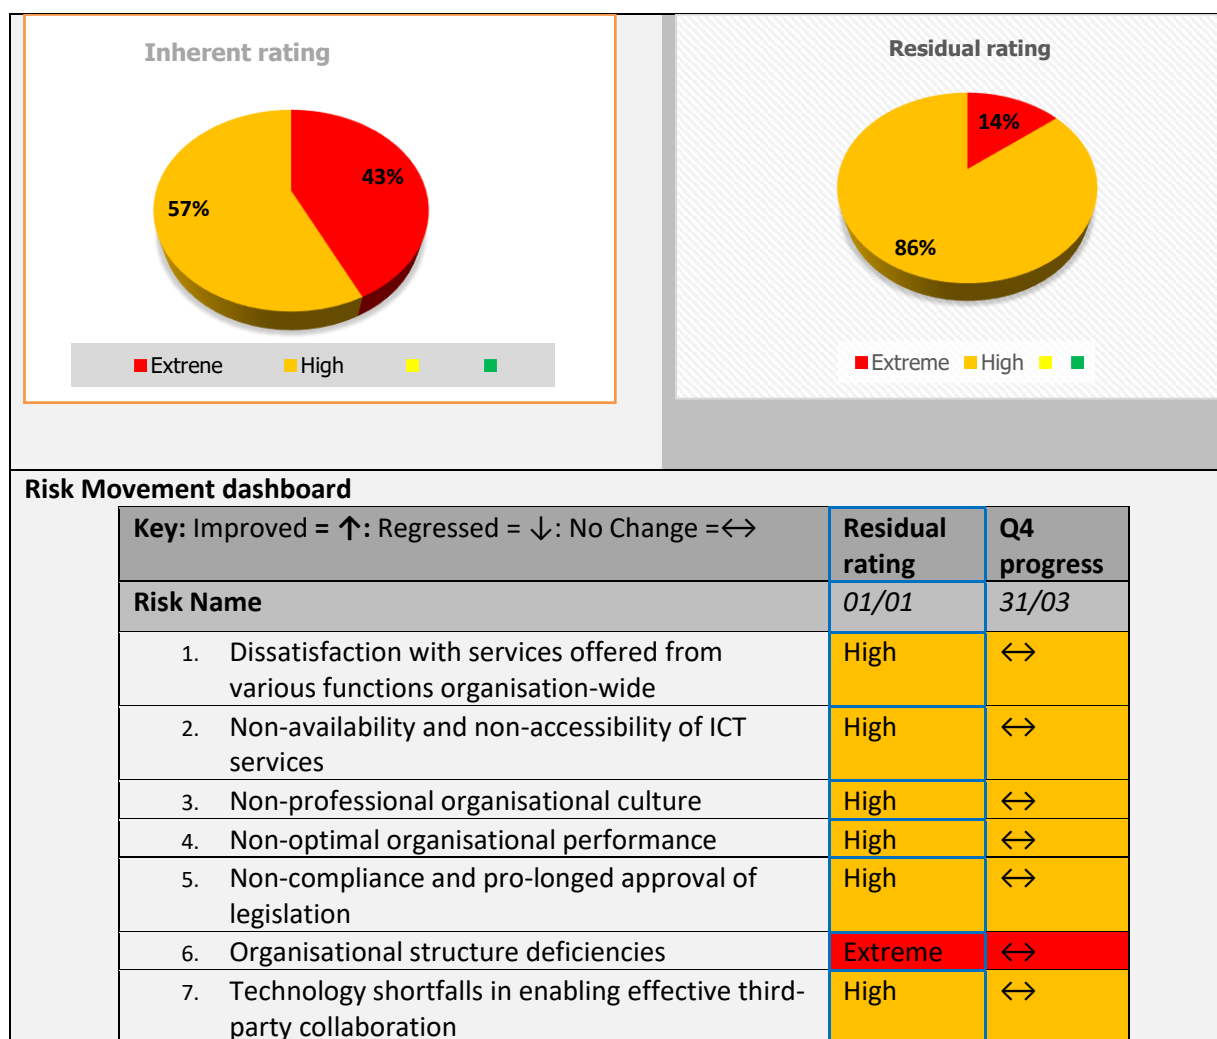 Inherent rating
43%
57%
Extrene High
Residual rating
14%
86%
Extreme High
Risk Movement dashboard
Key: Improved = ↑: Regressed = ↓: No Change =↔
Residual
rating
Q4
progress
Risk Name
01/01
31/03
1. Dissatisfaction with services offered from
various functions organisation-wide
High
↔
2. Non-availability and non-accessibility of ICT
services
High
↔
3. Non-professional organisational culture
High
↔
4. Non-optimal organisational performance
High
↔
5. Non-compliance and pro-longed approval of
legislation
High
↔
6. Organisational structure deficiencies
Extreme
↔
7. Technology shortfalls in enabling effective third-
party collaboration
High
↔